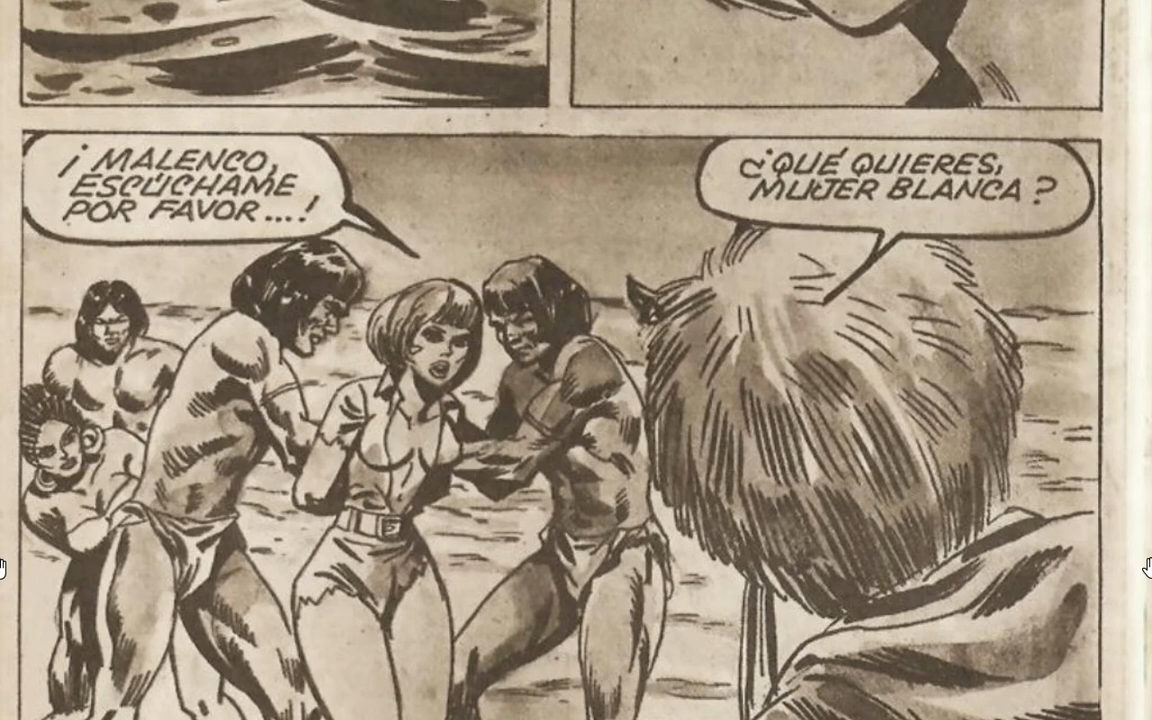 ¡MALENCO,
ESCÚCHAME
POR FAVOR....!
¿QUÉ QUIERES,
MUJER BLANCA?